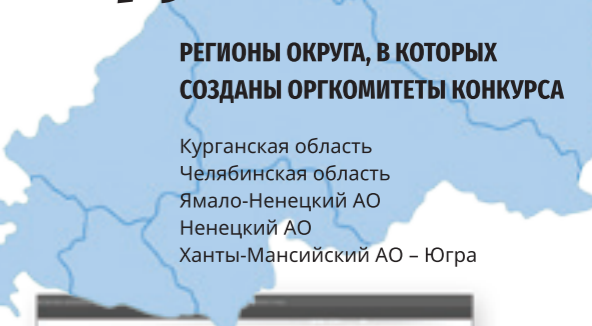 РЕГИОНЫ ОКРУГА, В КОТОРЫХ
СОЗДАНЫ ОРГКОМИТЕТЫ КОНКУРСА
Курганская область
Челябинская область
Ямало-Ненецкий АО
Ненецкий АО
Ханты-Мансийский АО – Югра